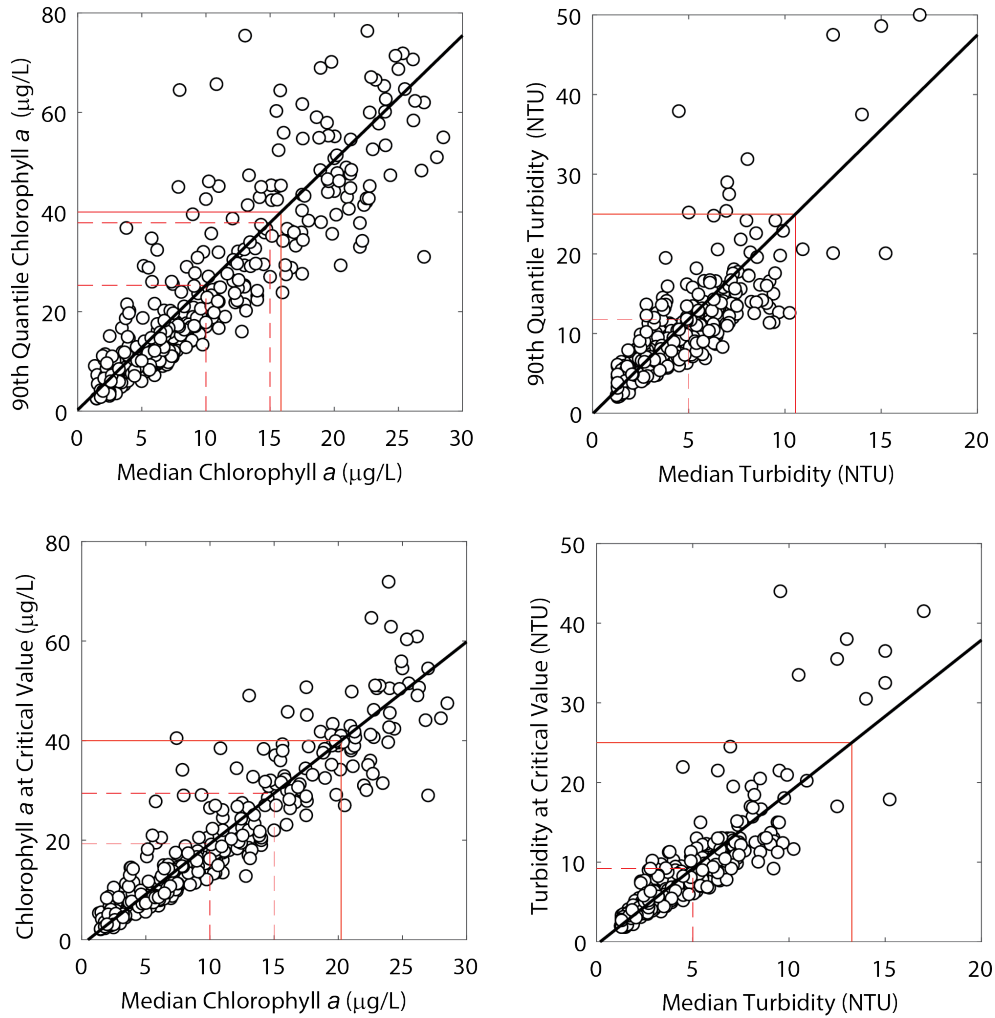 90th Quantile Chlorophyll a (µg/L)
80
60
40
20
0
0 5 10 15 20 25 30
Median Chlorophyll a (µg/L)
90th Quantile Turbidity (NTU)
50
40
30
20
10
0
0 5 10 15 20
Median Turbidity (NTU)
Chlorophyll a at Critical Value (µg/L)
80
60
40
20
0
0 5 10 15 20 25 30
Median Chlorophyll a (µg/L)
Turbidity at Critical Value (NTU)
50
40
30
20
10
0
0 5 10 15 20
Median Turbidity (NTU)